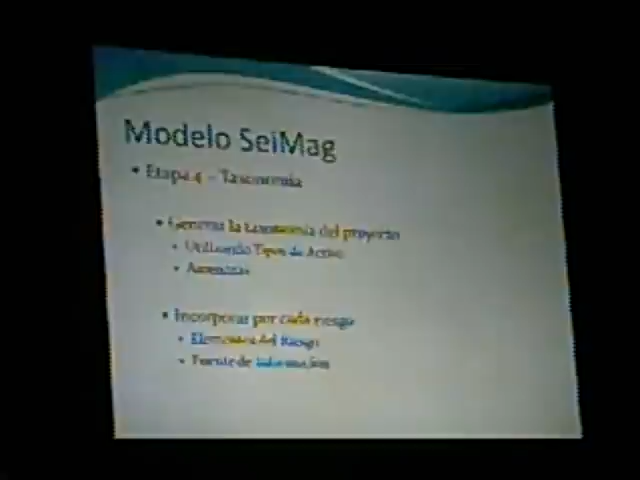 Modelo SeiMag
• Etapa 4 – Taxonomía
• Generar la taxonomía del proyecto
• Utilizando Tipos de Activo
• Amenazas
• Incorporar por cada riesgo
• Elementos del Riesgo
• Fuente de información